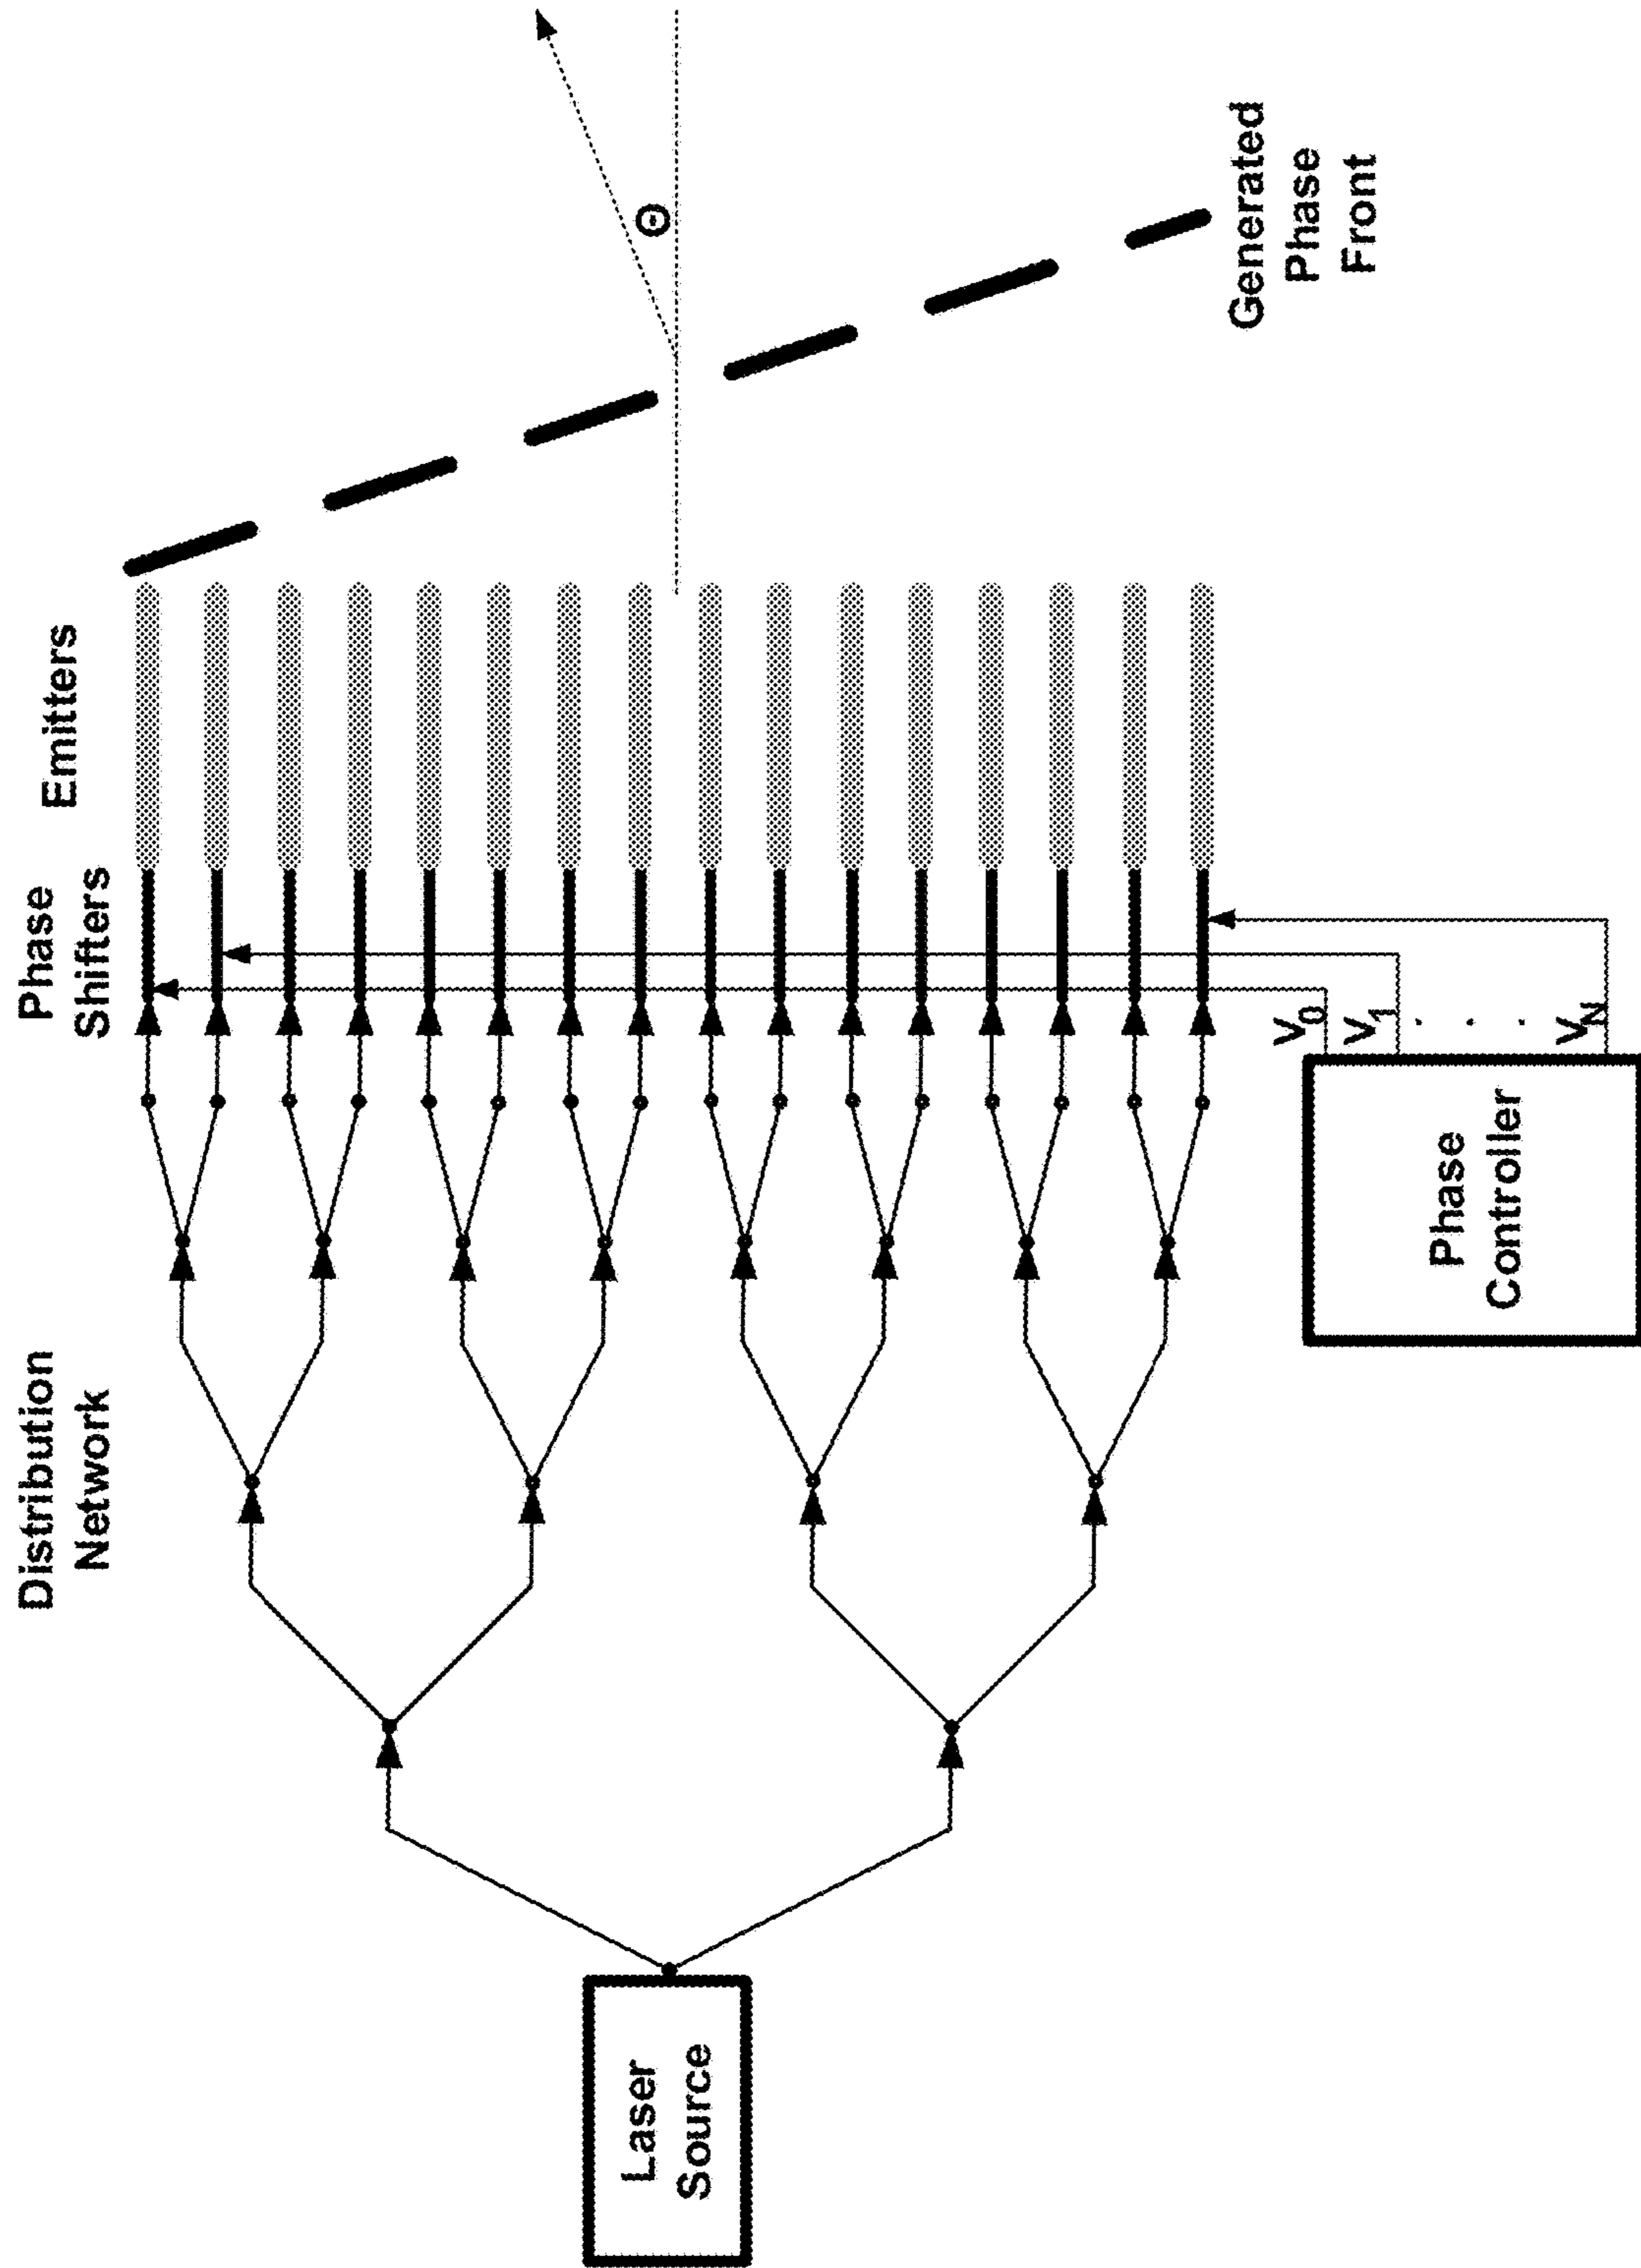 Laser
Source
Distribution
Network
Phase
Shifters
Emitters
Phase
Controller
V0
V1
. . .
VN
Θ
Generated
Phase
Front